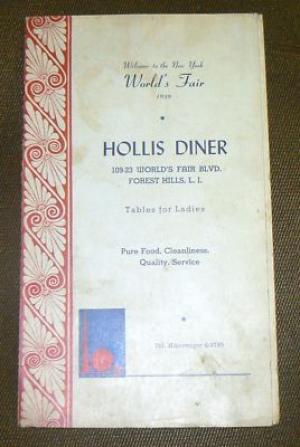 Welcome to the New York
World's Fair
1939
HOLLIS DINER
109-23 WORLD'S FAIR BLVD.
FOREST HILLS, L. I.
Tables for Ladies
Pure Food, Cleanliness,
Quality, Service
Tel.